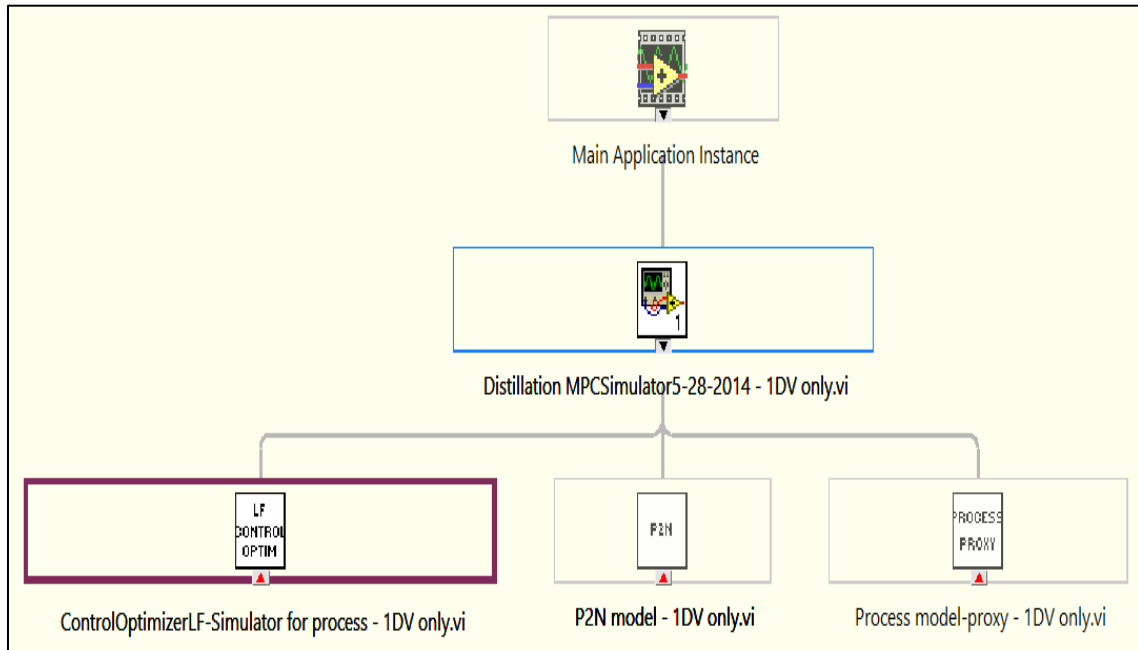 Main Application Instance
1
Distillation MPCSimulator5-28-2014 - 1DV only.vi
LF
CONTROL
OPTIM
P2N
PROCESS
PROXY
ControlOptimizerLF-Simulator for process - 1DV only.vi
P2N model - 1DV only.vi
Process model-proxy - 1DV only.vi